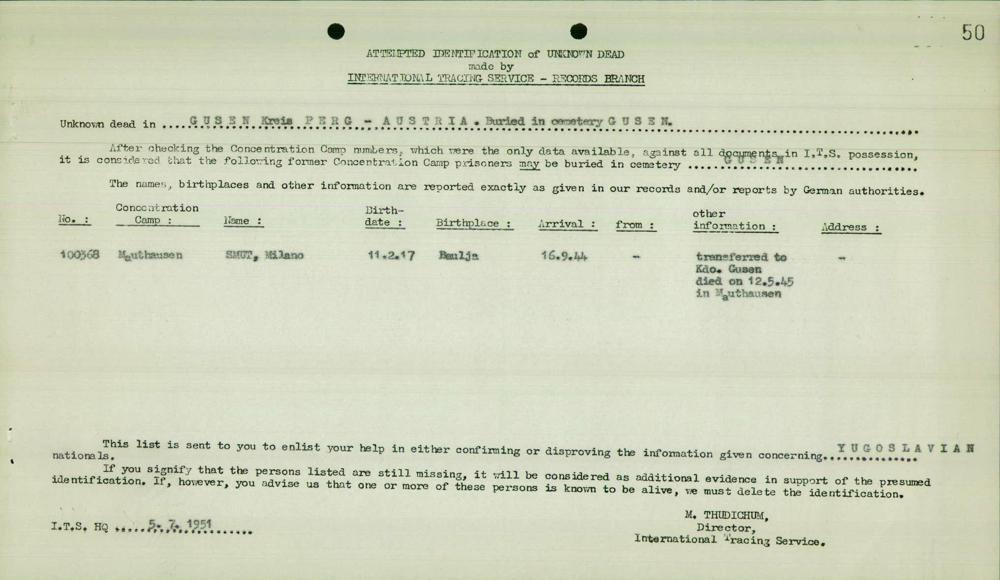 50
ATTEMPTED IDENTIFICATION of UNKNOWN DEAD
made by
INTERNATIONAL TRACING SERVICE - RECORDS BRANCH
Unknown dead in .... GUSEN Kreis PERG - AUSTRIA. Buried in cemetery GUSEN.
After checking the Concentration Camp numbers, which were the only data available, against all documents in I.T.S. possession,
it is considered that the following former Concentration Camp prisoners may be buried in cemetery .... GUSEN
The names, birthplaces and other information are reported exactly as given in our records and/or reports by German authorities.
No. : Concentration Camp : Name : Birth-date : Birthplace : Arrival : from : other information : Address :
100368 Mauthausen SMUT, Milano 11.2.17 Baulja 16.9.44 - transferred to -
Kdo. Gusen
died on 12.5.45
in Mauthausen
This list is sent to you to enlist your help in either confirming or disproving the information given concerning.. YUGOSLAVIAN
nationals.
If you signify that the persons listed are still missing, it will be considered as additional evidence in support of the presumed
identification. If, however, you advise us that one or more of these persons is known to be alive, we must delete the identification.
I.T.S. HQ ..... 5. 7. 1951
M. THUDICHUM,
Director,
International Tracing Service.